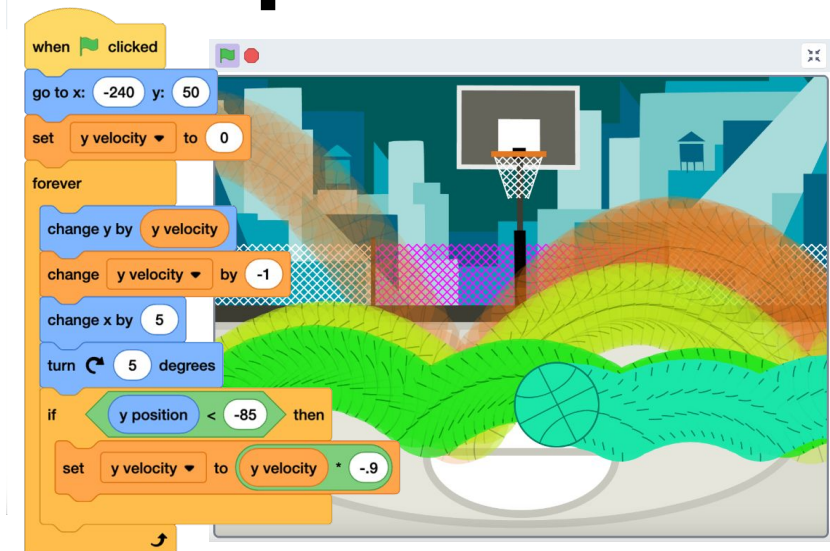 when clicked
go to x: -240 y: 50
set y velocity to 0
forever
change y by y velocity
change y velocity by -1
change x by 5
turn 5 degrees
if y position < -85 then
set y velocity to y velocity * -.9